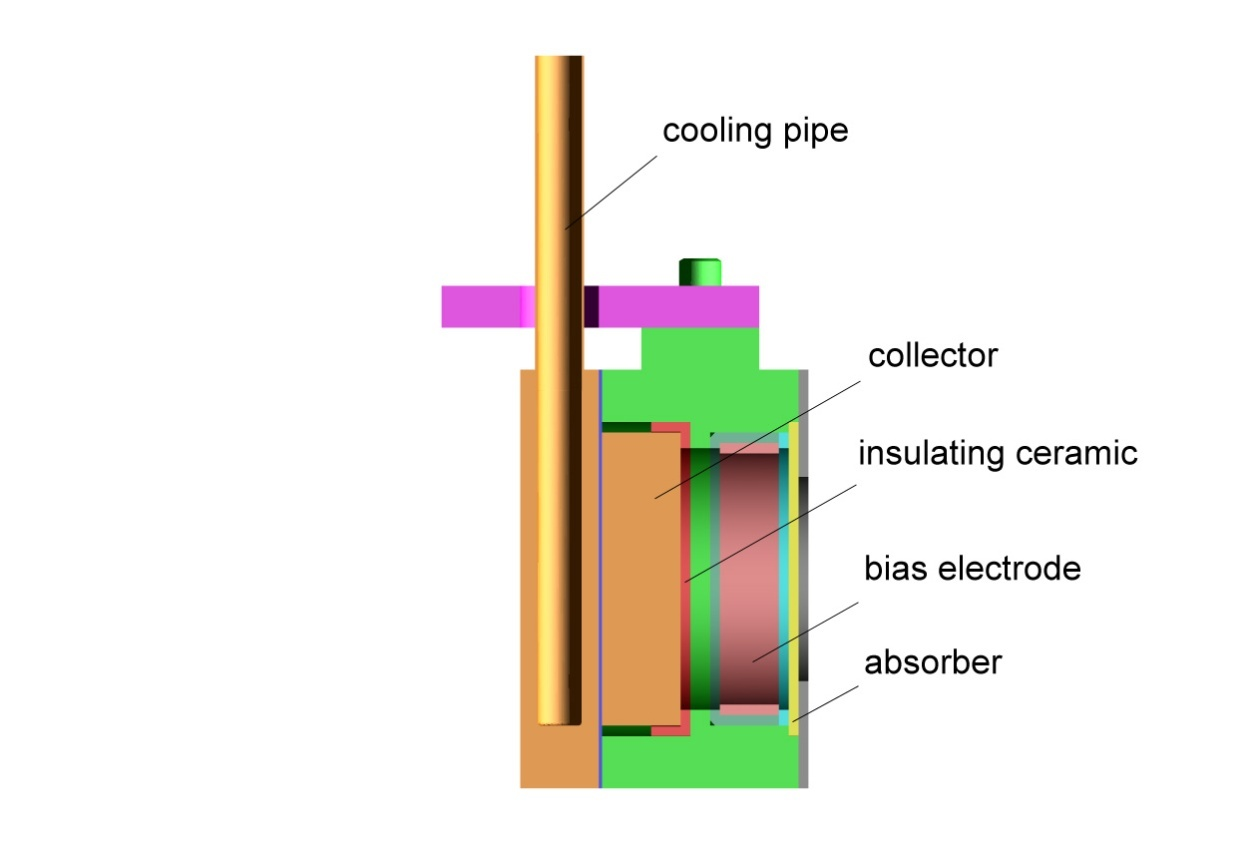 cooling pipe
collector
insulating ceramic
bias electrode
absorber